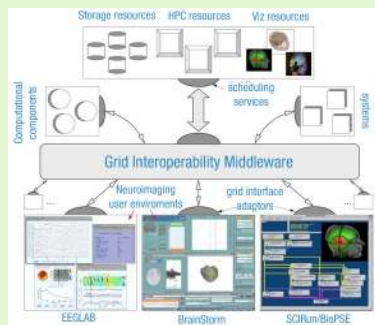 Storage resources
HPC resources
Viz resources
scheduling
services
Computational
components
systems
Grid Interoperability Middleware
Neuroimaging
user enviroments
grid interface
adaptors
...
...
EEGLAB
BrainStorm
SCIRun/BioPSE